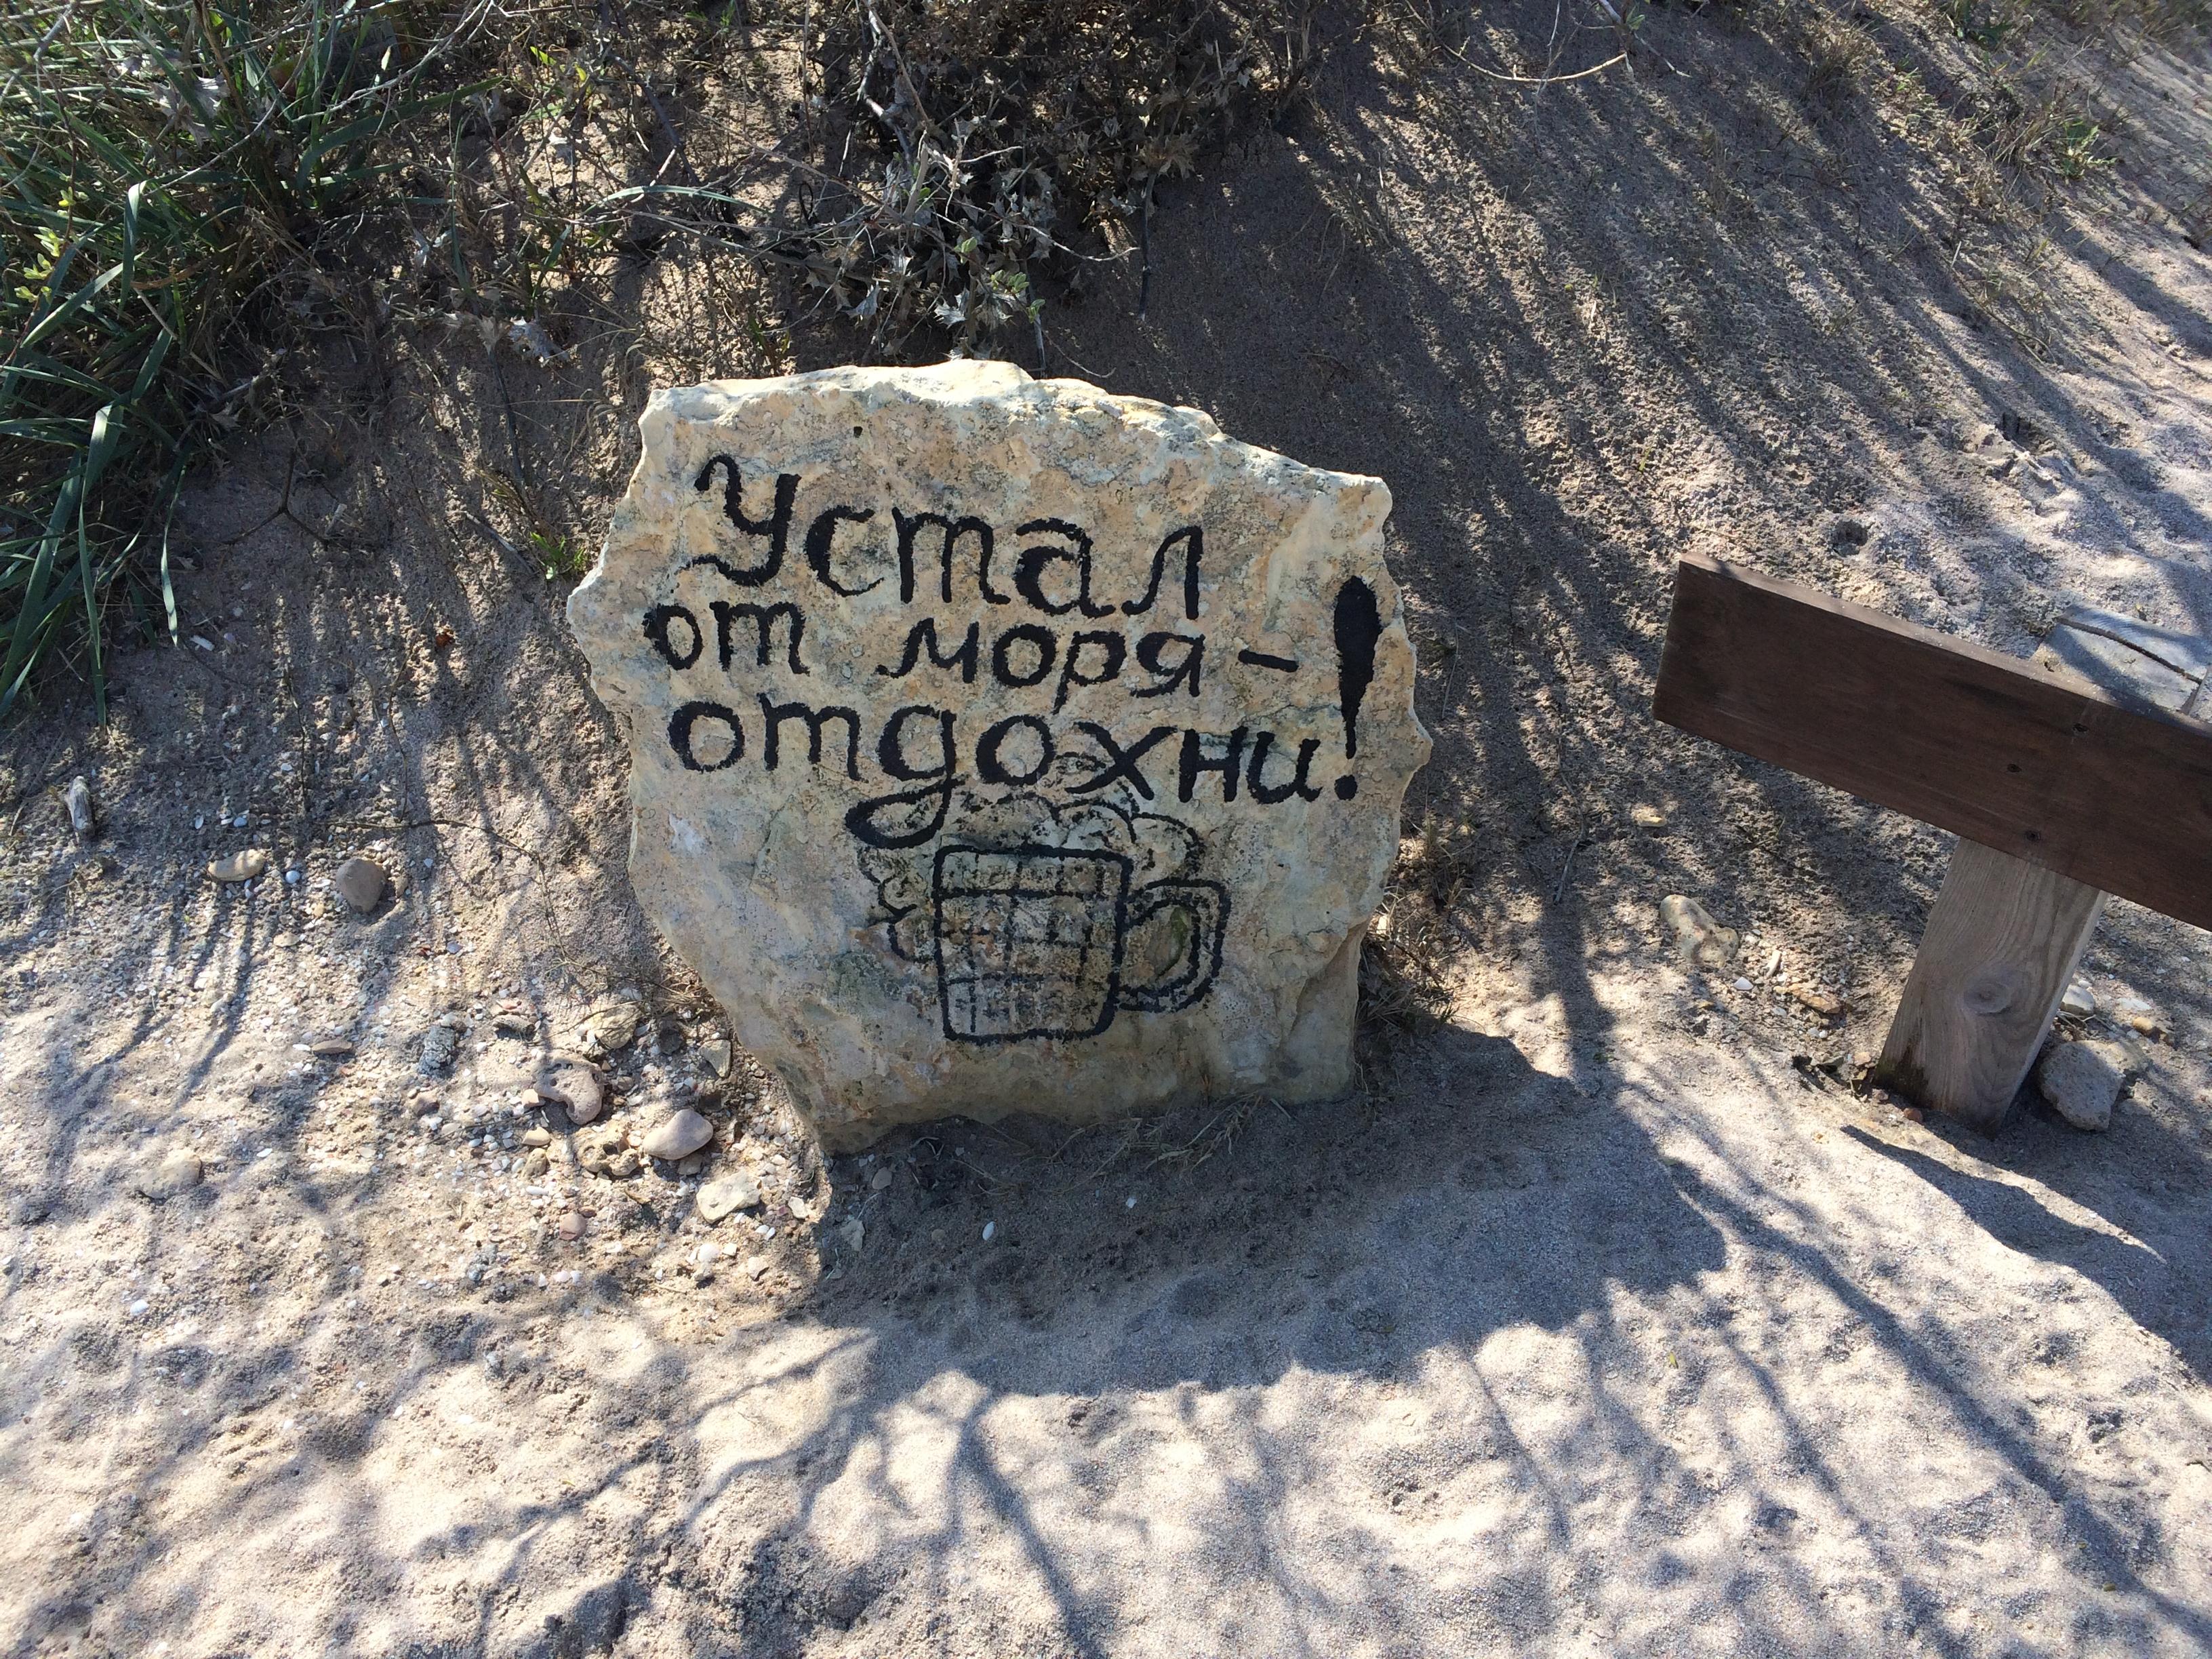 Устал
от моря -
отдохни!